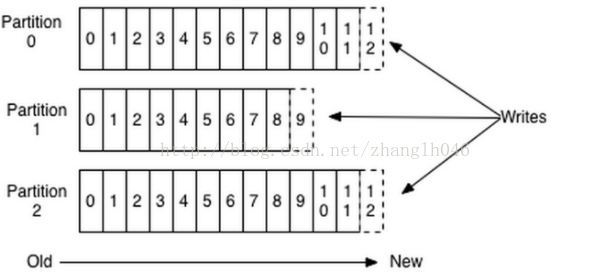 Partition
0
0 1 2 3 4 5 6 7 8 9 10 11 12
Partition
1
0 1 2 3 4 5 6 7 8 9
Writes
http://blog.csdn.net/zhanglh046
Partition
2
0 1 2 3 4 5 6 7 8 9 10 11 12
Old New